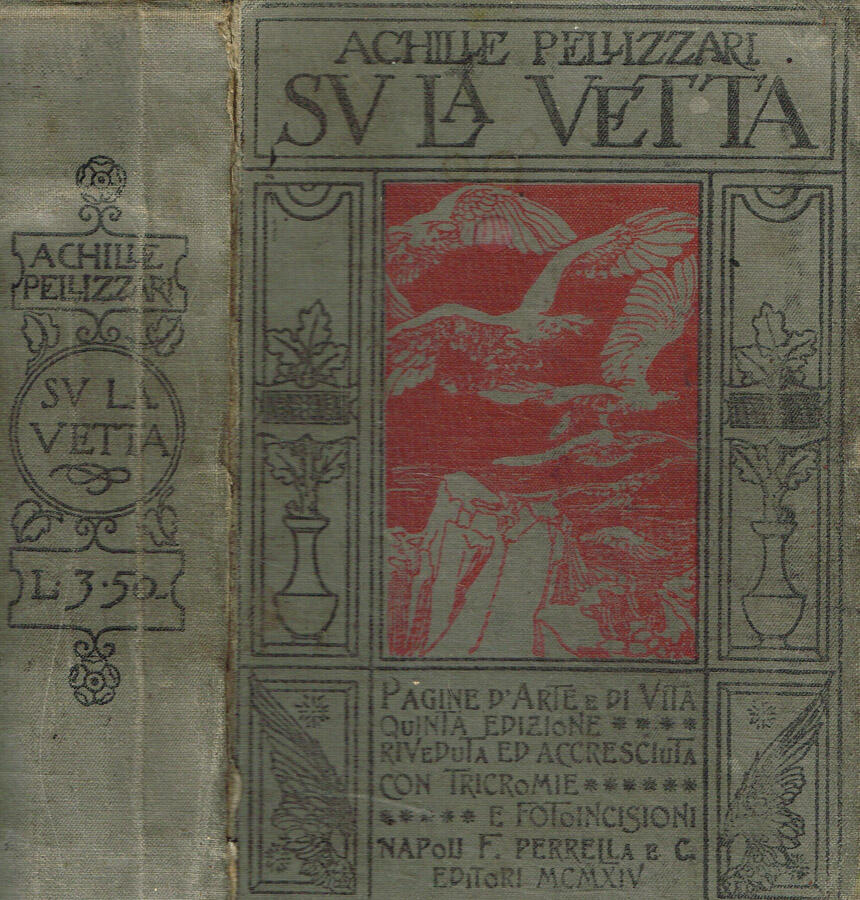 ACHILLE
PELLIZZARI
SV LA
VETTA
L. 3.50
ACHILLE PELLIZZARI
SV LA VETTA
PAGINE D'ARTE E DI VITA
QUINTA EDIZIONE ****
RIVEDUTA ED ACCRESCIUTA
CON TRICROMIE ******
***** E FOTOINCISIONI
NAPOLI F. PERRELLA E C.
EDITORI MCMXIV